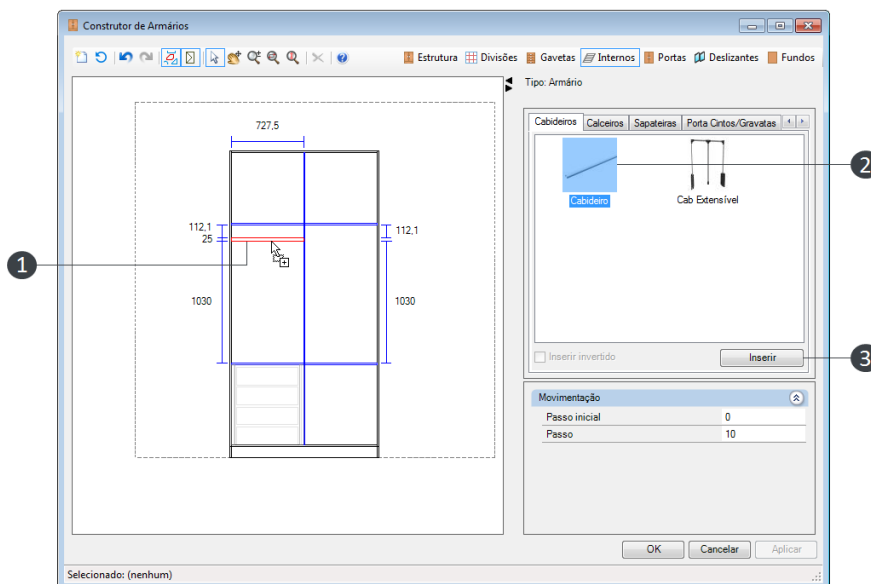 Construtor de Armários
Estrutura Divisões Gavetas Internos Portas Deslizantes Fundos
Tipo: Armário
Cabideiros Calceiros Sapateiras Porta Cintos/Gravatas
727,5
2
Cabideiro Cab Extensível
112,1 112,1
25
1
1030 1030
Inserir invertido Inserir
3
Movimentação
Passo inicial 0
Passo 10
OK Cancelar Aplicar
Selecionado: (nenhum)